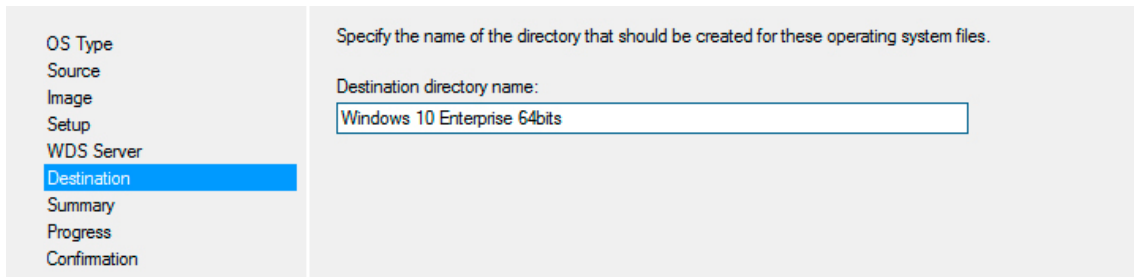 OS Type
Source
Image
Setup
WDS Server
Destination
Summary
Progress
Confirmation
Specify the name of the directory that should be created for these operating system files.
Destination directory name:
Windows 10 Enterprise 64bits